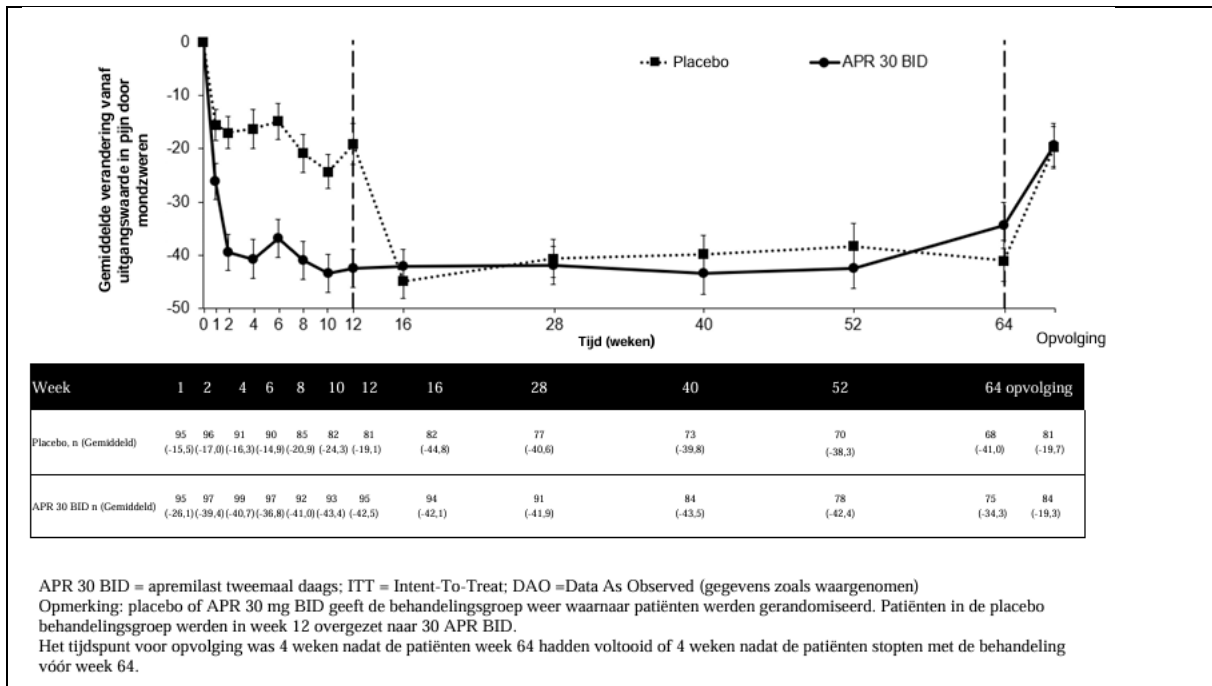 Gemiddelde verandering vanaf
uitgangswaarde in pijn door
mondzweren
0
-10
-20
-30
-40
-50
Placebo
APR 30 BID
0 1 2 4 6 8 10 12 16 28 40 52 64
Opvolging
Tijd (weken)
Week 1 2 4 6 8 10 12 16 28 40 52 64 opvolging
95 96 91 90 85 82 81 82 77 73 70 68 81
Placebo, n (Gemiddeld)
(-15,5) (-17,0) (-16,3) (-14,9) (-20,9) (-24,3) (-19,1) (-44,8) (-40,6) (-39,8) (-38,3) (-41,0) (-19,7)
95 97 99 97 92 93 95 94 91 84 78 75 84
APR 30 BID n (Gemiddeld)
(-26,1) (-39,4) (-40,7) (-36,8) (-41,0) (-43,4) (-42,5) (-42,1) (-41,9) (-43,5) (-42,4) (-34,3) (-19,3)
APR 30 BID = apremilast tweemaal daags; ITT = Intent-To-Treat; DAO =Data As Observed (gegevens zoals waargenomen)
Opmerking: placebo of APR 30 mg BID geeft de behandelingsgroep weer waarnaar patiënten werden gerandomiseerd. Patiënten in de placebo
behandelingsgroep werden in week 12 overgezet naar 30 APR BID.
Het tijdspunt voor opvolging was 4 weken nadat de patiënten week 64 hadden voltooid of 4 weken nadat de patiënten stopten met de behandeling
vóór week 64.